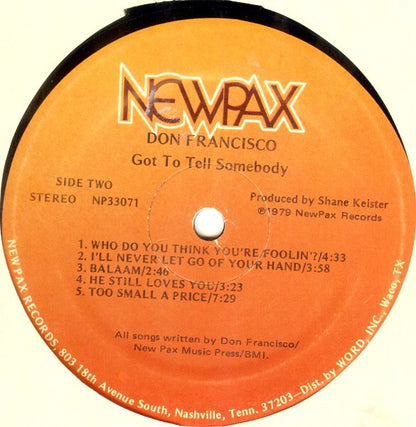 NEWPAX
DON FRANCISCO
Got To Tell Somebody
SIDE TWO
STEREO NP33071
Produced by Shane Keister
℗1979 NewPax Records
1. WHO DO YOU THINK YOU'RE FOOLIN'?/4:33
2. I'LL NEVER LET GO OF YOUR HAND/3:58
3. BALAAM/2:46
4. HE STILL LOVES YOU/3:23
5. TOO SMALL A PRICE/7:29
All songs written by Don Francisco/
New Pax Music Press/BMI.
NEW PAX RECORDS, 803 18th Avenue South, Nashville, Tenn. 37203—Dist. by WORD, INC., Waco, TX